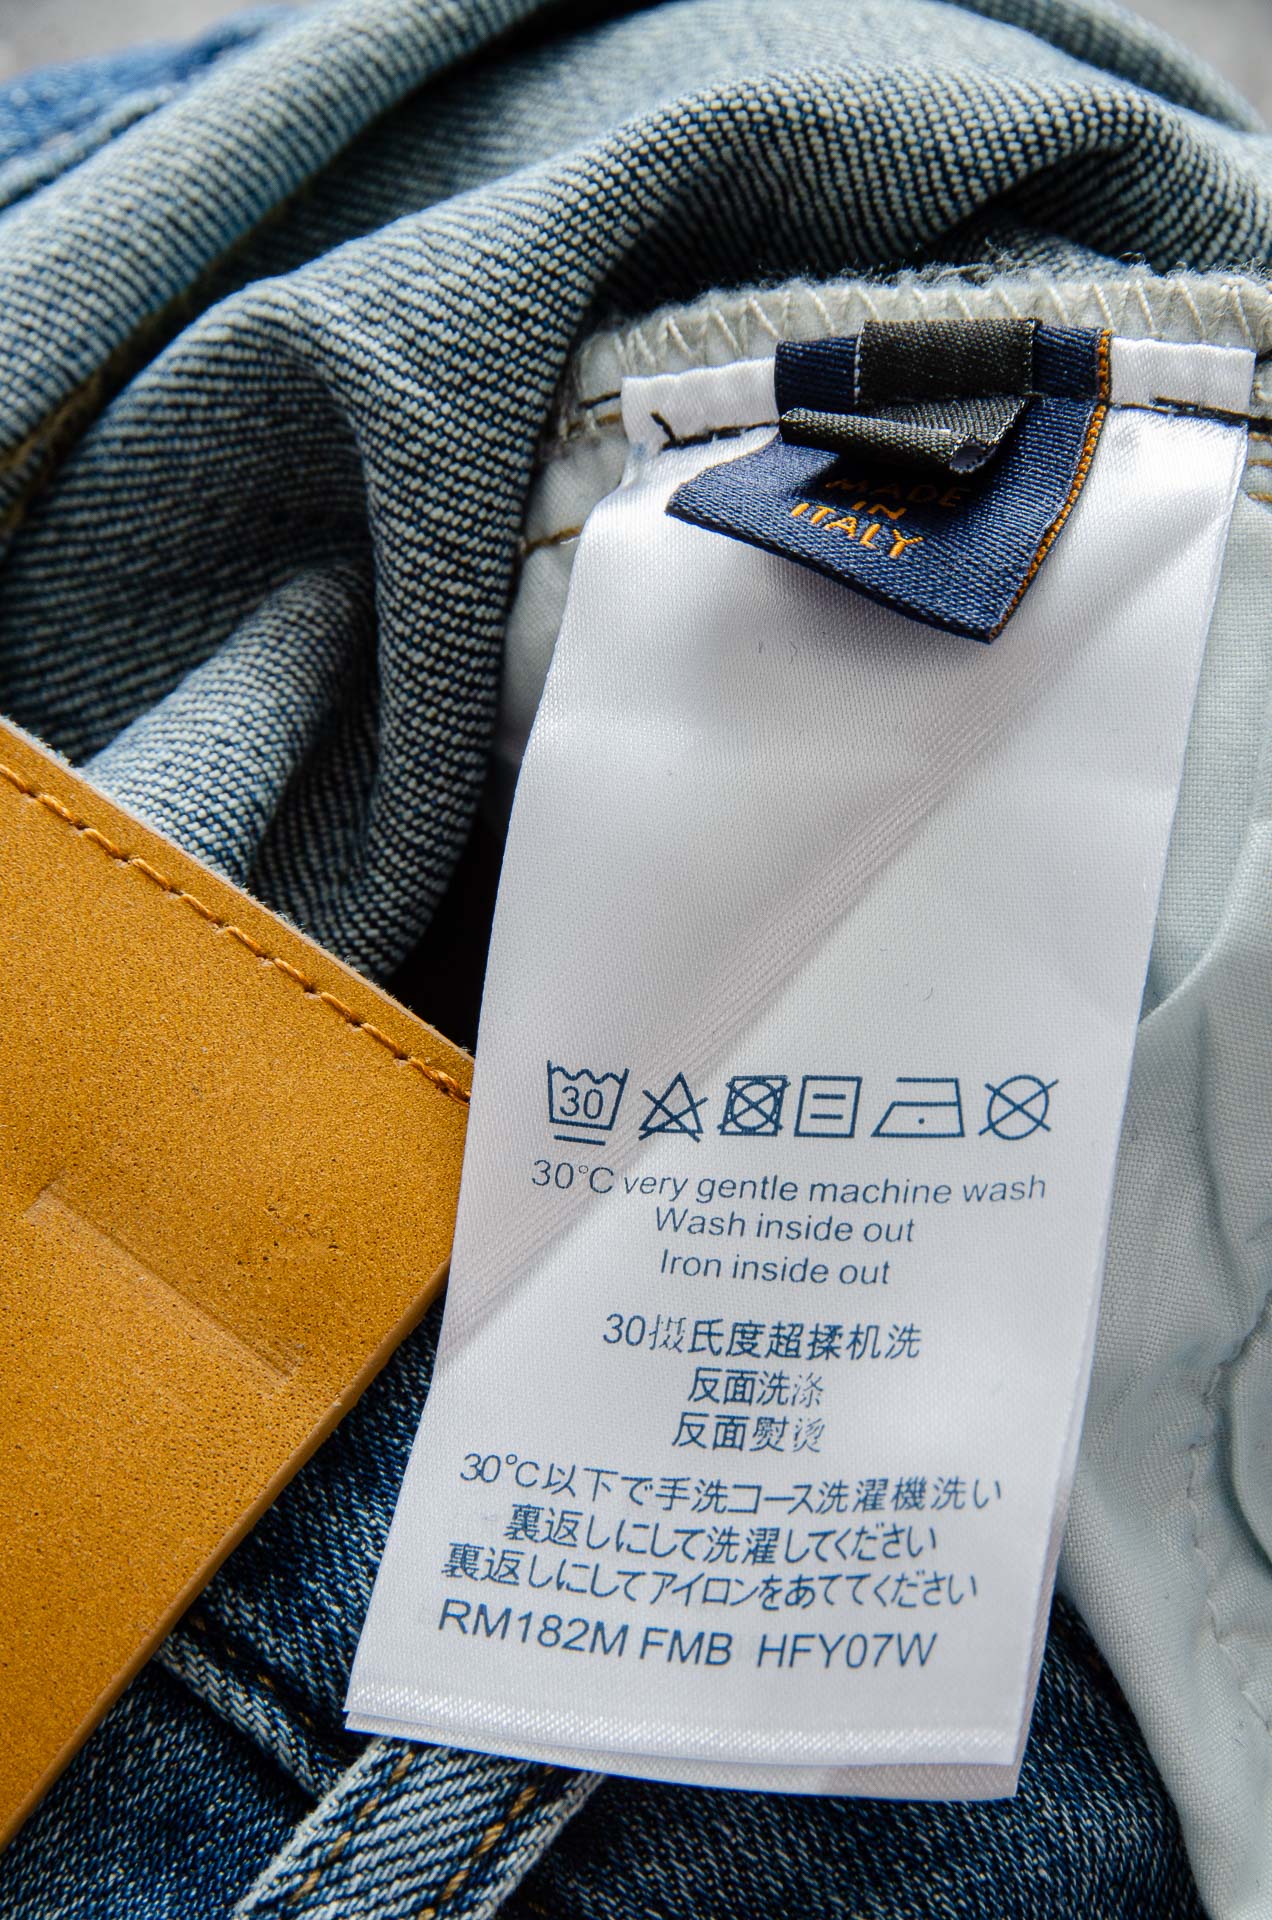 MADE
IN
ITALY
30
30°C very gentle machine wash
Wash inside out
Iron inside out
30摄氏度超揉机洗
反面洗涤
反面熨烫
30°C以下で手洗コース洗濯機洗い
裏返しにして洗濯してください
裏返しにしてアイロンをあててください
RM182M FMB HFY07W